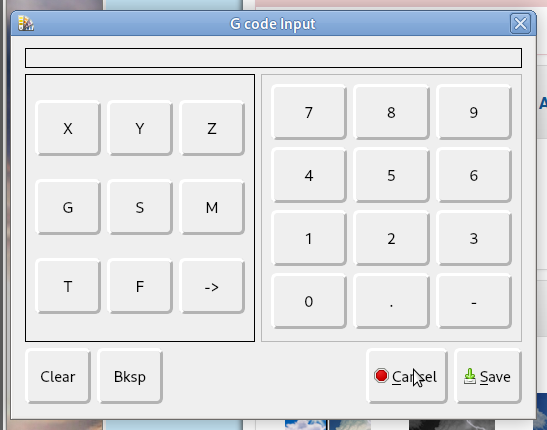 G code Input
X Y Z
7 8 9
4 5 6
G S M
1 2 3
T F ->
0 . -
Clear Bksp Cancel Save
A